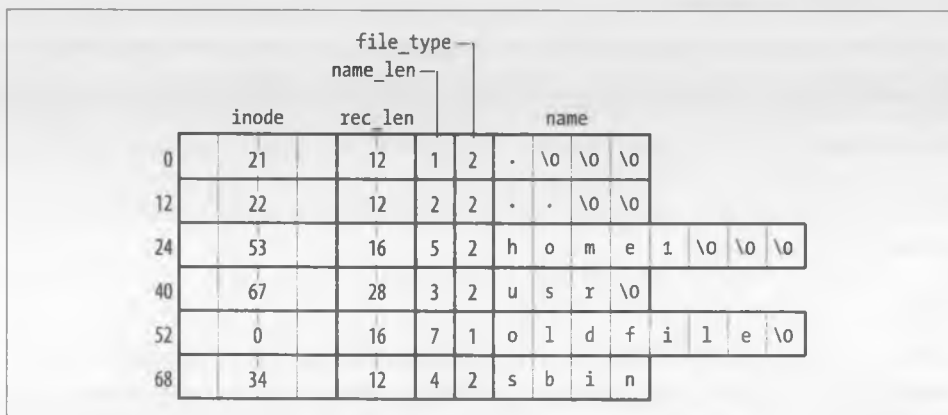 file_type
name_len
inode rec_len name
0 21 12 1 2 . \0 \0 \0
12 22 12 2 2 . . \0 \0
24 53 16 5 2 h o m e 1 \0 \0 \0
40 67 28 3 2 u s r \0
52 0 16 7 1 o l d f i l e \0
68 34 12 4 2 s b i n